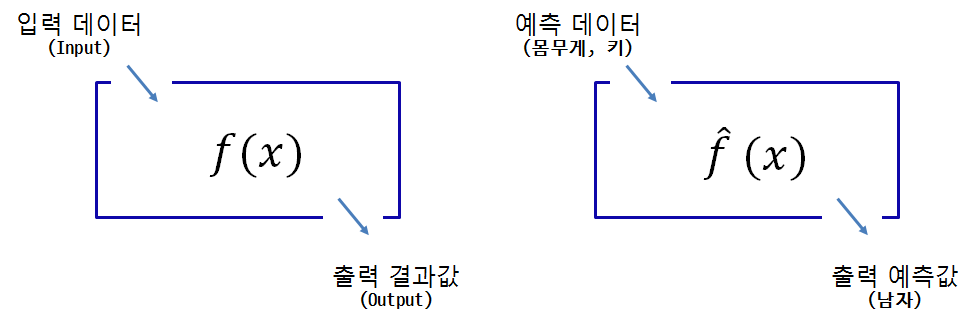 입력 데이터
(Input)
f(x)
출력 결과값
(Output)
예측 데이터
(몸무게, 키)
f̂ (x)
출력 예측값
(남자)